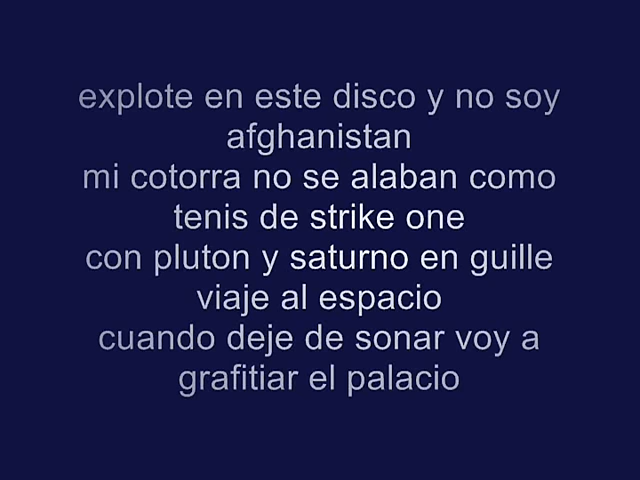 explote en este disco y no soy
afghanistan
mi cotorra no se alaban como
tenis de strike one
con pluton y saturno en guille
viaje al espacio
cuando deje de sonar voy a
grafitiar el palacio